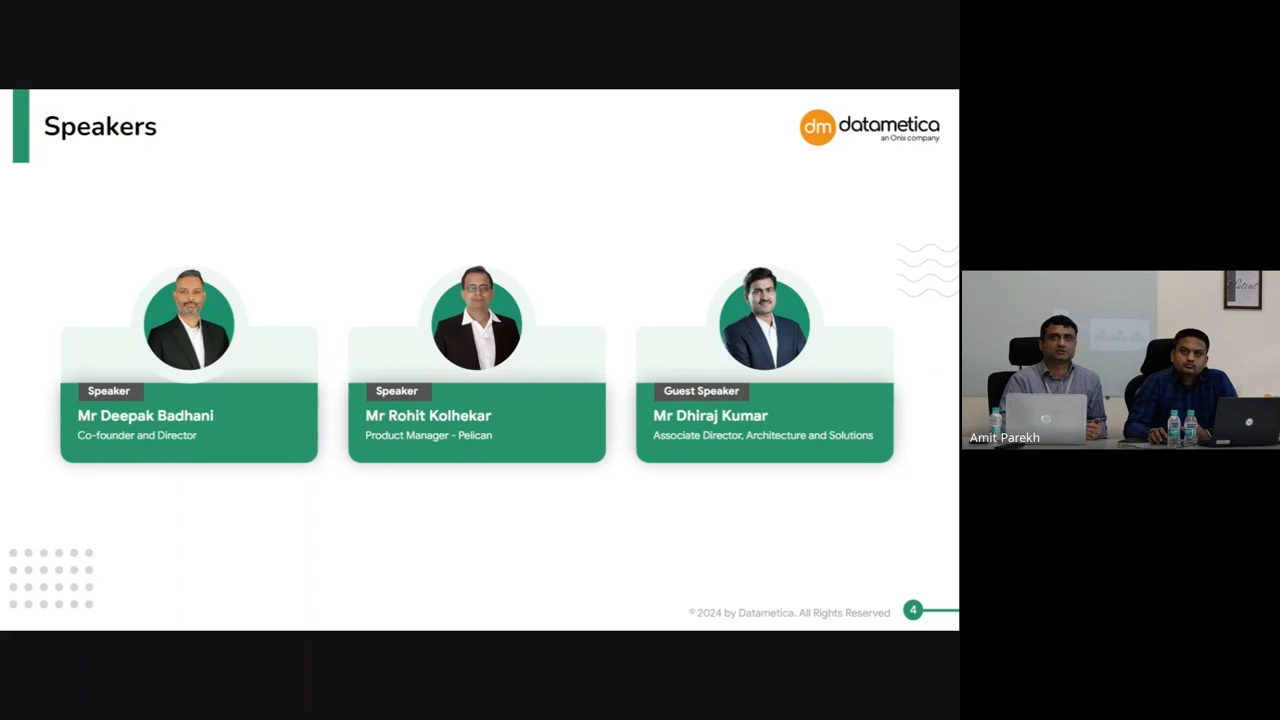 Speakers
dm datametica
an Onix company
Speaker
Mr Deepak Badhani
Co-founder and Director
Speaker
Mr Rohit Kolhekar
Product Manager - Pelican
Guest Speaker
Mr Dhiraj Kumar
Associate Director, Architecture and Solutions
© 2024 by Datametica. All Rights Reserved
4
Amit Parekh